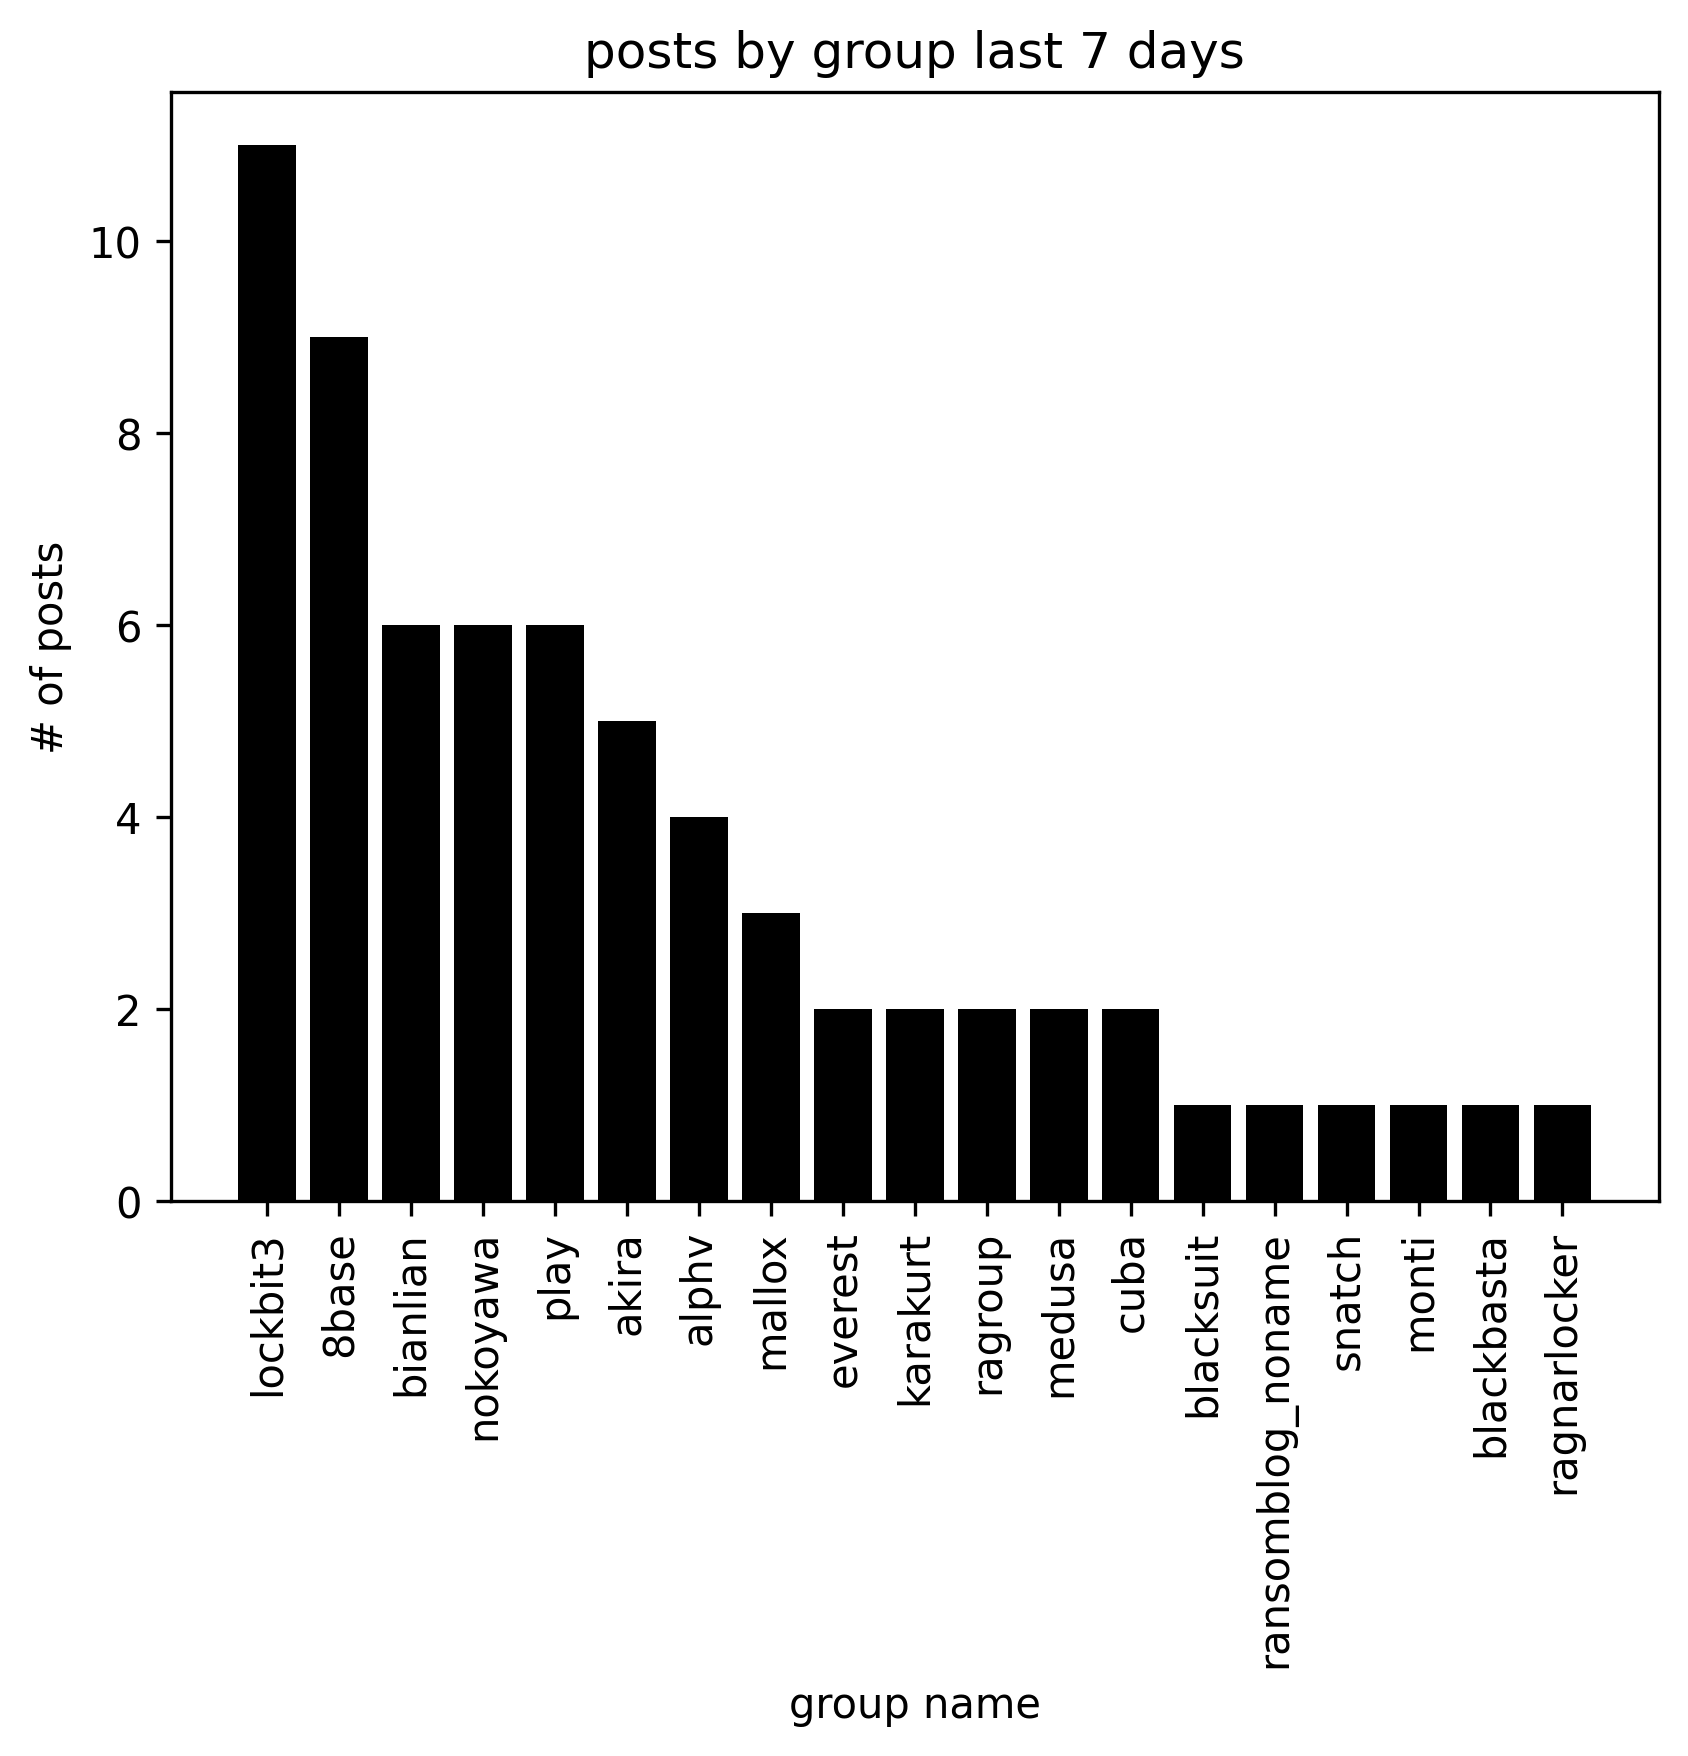 posts by group last 7 days
# of posts
10
8
6
4
2
0
lockbit3
8base
bianlian
nokoyawa
play
akira
alphv
mallox
everest
karakurt
ragroup
medusa
cuba
blacksuit
ransomblog_noname
snatch
monti
blackbasta
ragnarlocker
group name